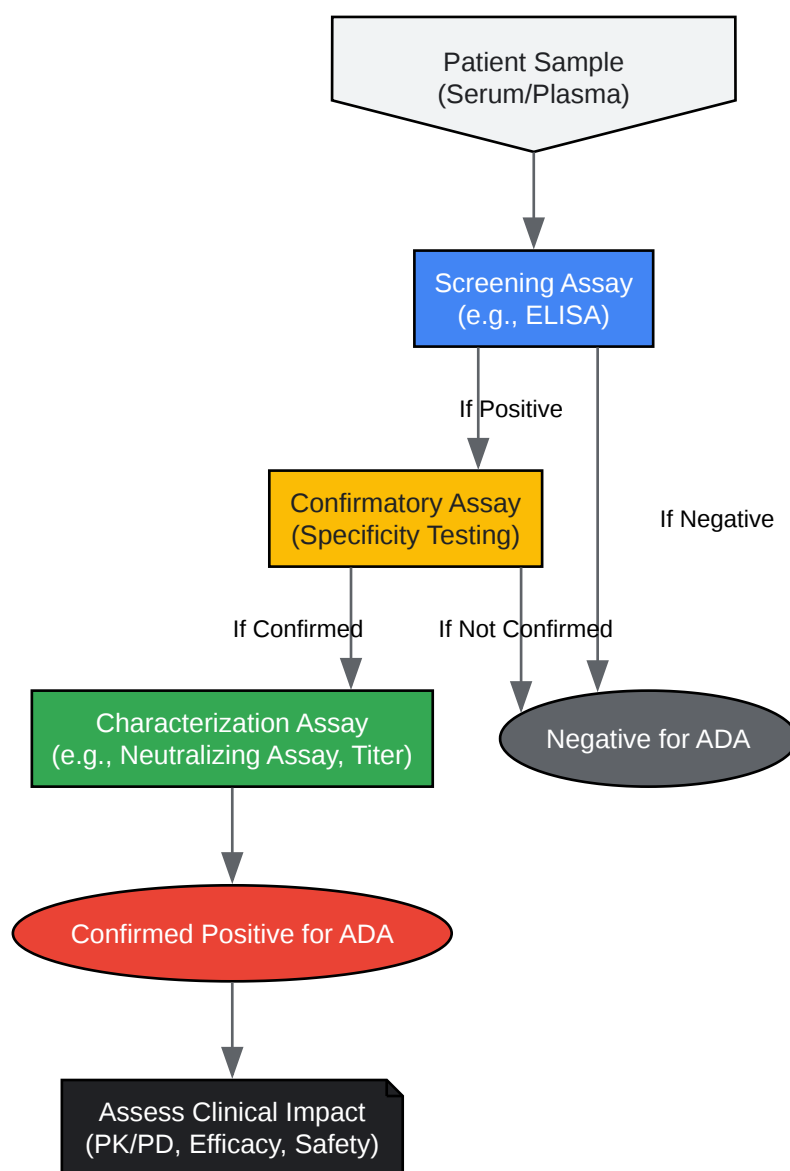 Patient Sample
(Serum/Plasma)
Screening Assay
(e.g., ELISA)
If Positive
Confirmatory Assay
(Specificity Testing)
If Negative
If Confirmed
If Not Confirmed
Characterization Assay
(e.g., Neutralizing Assay, Titer)
Negative for ADA
Confirmed Positive for ADA
Assess Clinical Impact
(PK/PD, Efficacy, Safety)